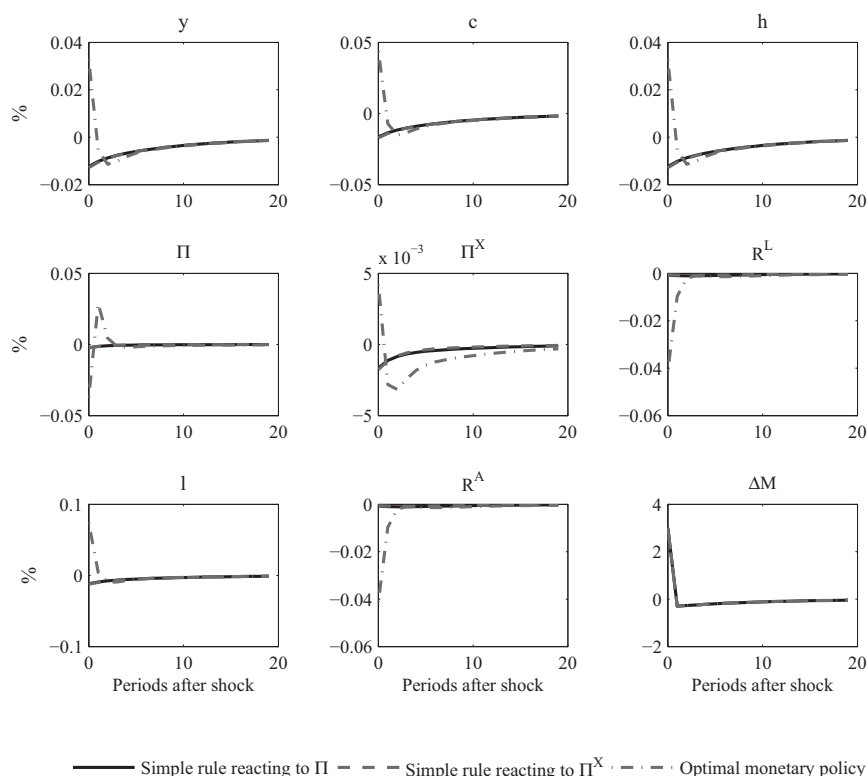 y c h
0.04 0.05 0.04
0.02 0.02
% 0
0 0
−0.02 −0.05 −0.02
0 10 20 0 10 20 0 10 20
Π Π^X R^L
x 10^−3
0.05 5 0
−0.02
% 0 0
−0.04
−0.05 −5 −0.06
0 10 20 0 10 20 0 10 20
l R^A ΔM
0.1 0 4
−0.02 2
% 0
−0.04 0
−0.1 −0.06 −2
0 10 20 0 10 20 0 10 20
Periods after shock Periods after shock Periods after shock
Simple rule reacting to Π Simple rule reacting to Π^X Optimal monetary policy